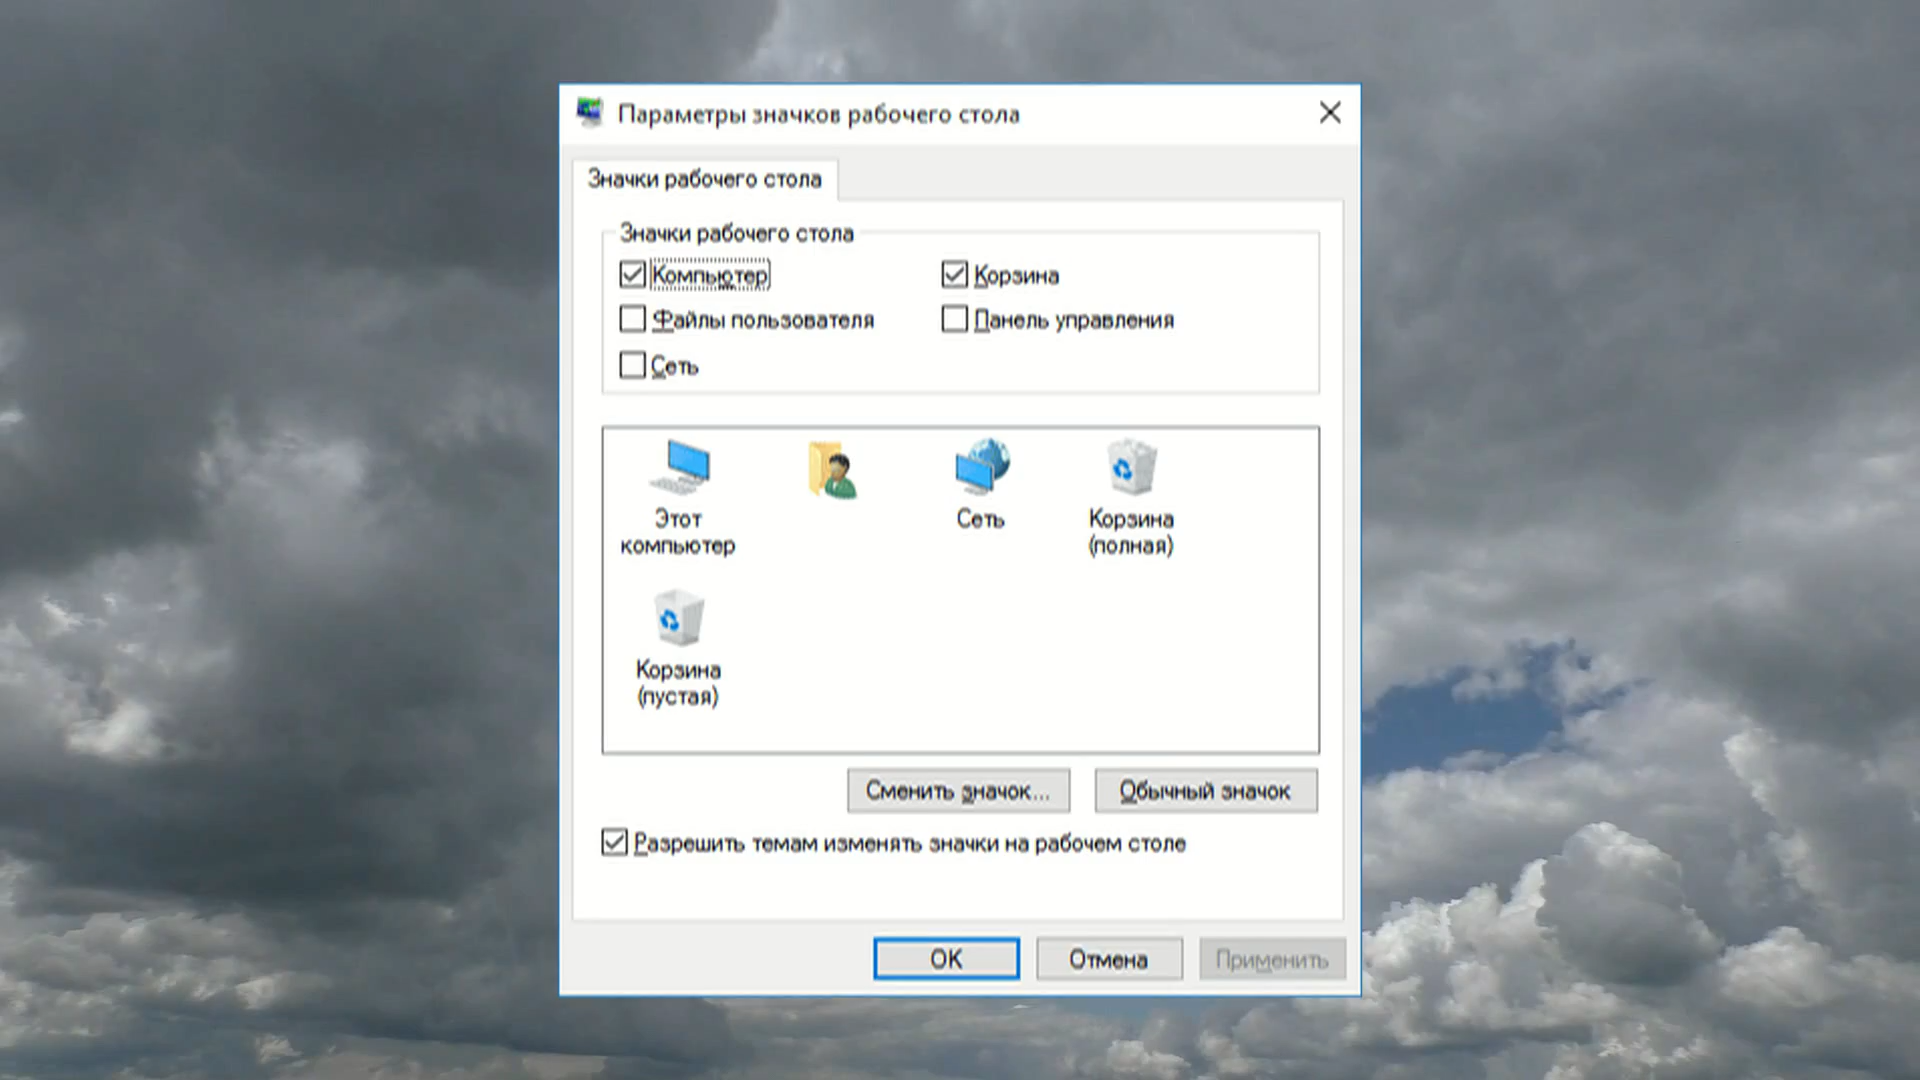 Параметры значков рабочего стола
Значки рабочего стола
Значки рабочего стола
Компьютер
Корзина
Файлы пользователя
Панель управления
Сеть
Этот
компьютер
Сеть
Корзина
(полная)
Корзина
(пустая)
Сменить значок...
Обычный значок
Разрешить темам изменять значки на рабочем столе
ОК
Отмена
Применить